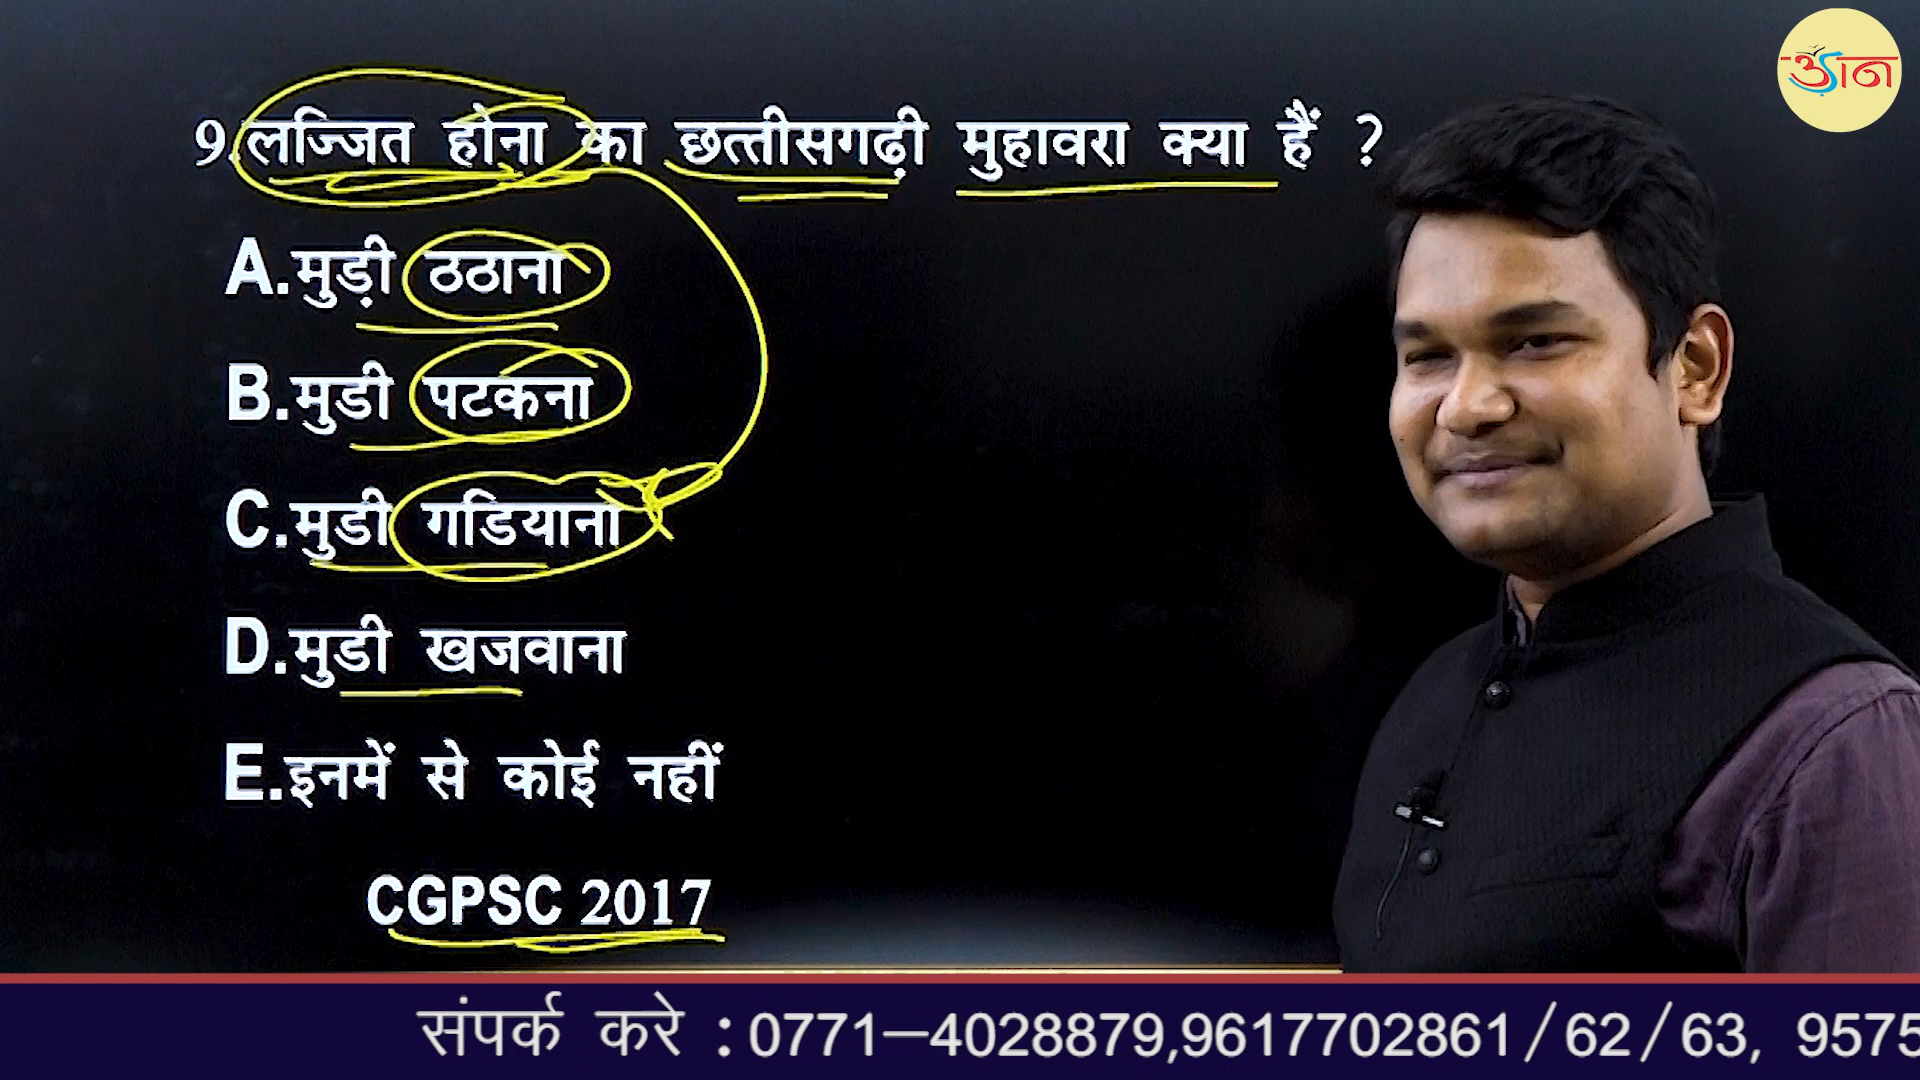 उड़ान
9.लज्जित होना का छत्तीसगढ़ी मुहावरा क्या हैं ?
A.मुड़ी ठठाना
B.मुडी पटकना
C.मुडी गडियाना
D.मुडी खजवाना
E.इनमें से कोई नहीं
CGPSC 2017
संपर्क करे : 0771–4028879,9617702861/62/63, 9575